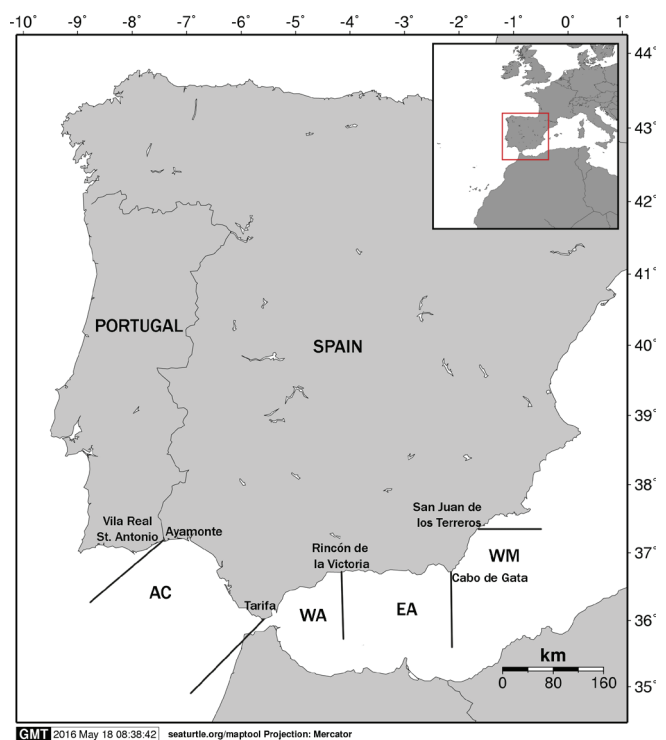 -10° -9° -8° -7° -6° -5° -4° -3° -2° -1° 0° 1°
44°
43°
42°
41°
PORTUGAL
SPAIN
40°
39°
38°
San Juan de
los Terreros
Vila Real
St. Antonio
Ayamonte
37°
Rincón de
la Victoria
WM
Cabo de Gata
AC
Tarifa
WA
EA
36°
km
0 80 160
35°
GMT 2016 May 18 08:38:42 seaturtle.org/maptool Projection: Mercator